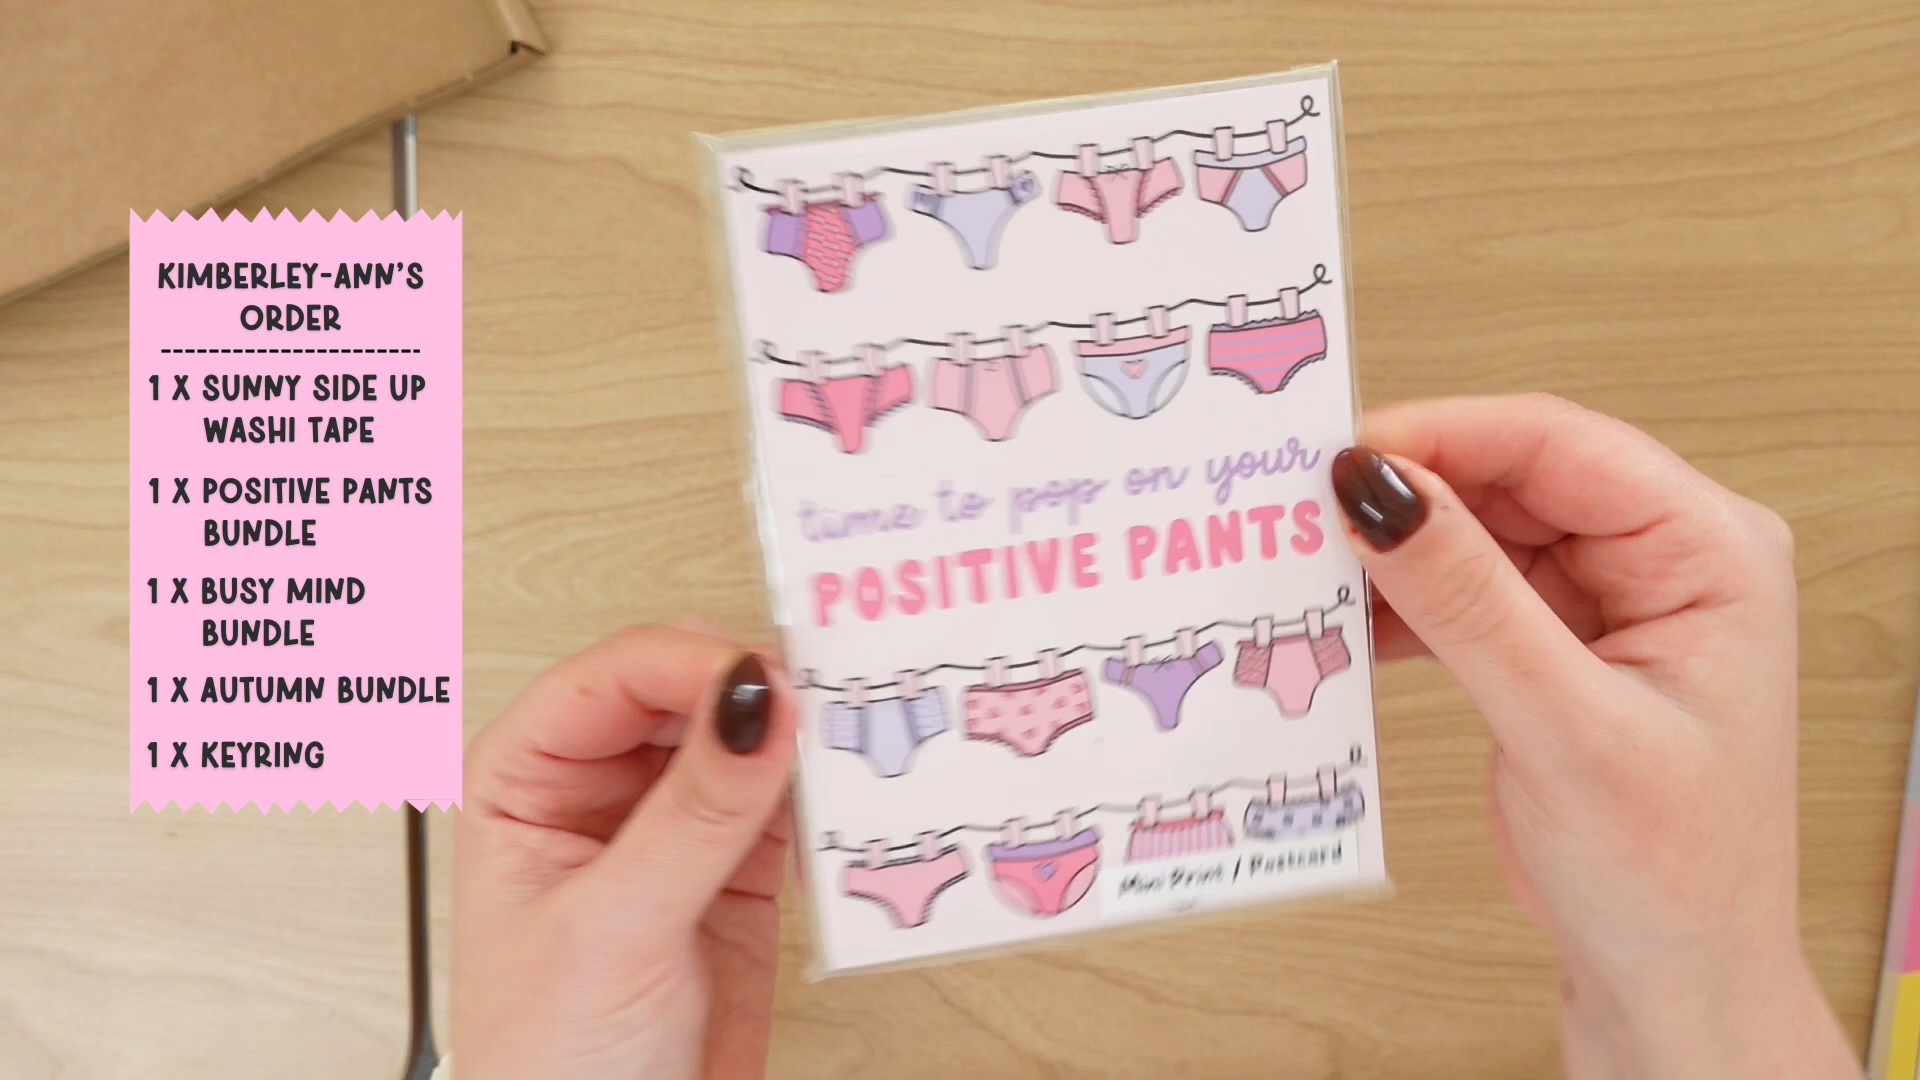 KIMBERLEY-ANN'S
ORDER
1 X SUNNY SIDE UP
WASHI TAPE
1 X POSITIVE PANTS
BUNDLE
1 X BUSY MIND
BUNDLE
1 X AUTUMN BUNDLE
1 X KEYRING
time to pop on your
POSITIVE PANTS
Mini Print / Postcard